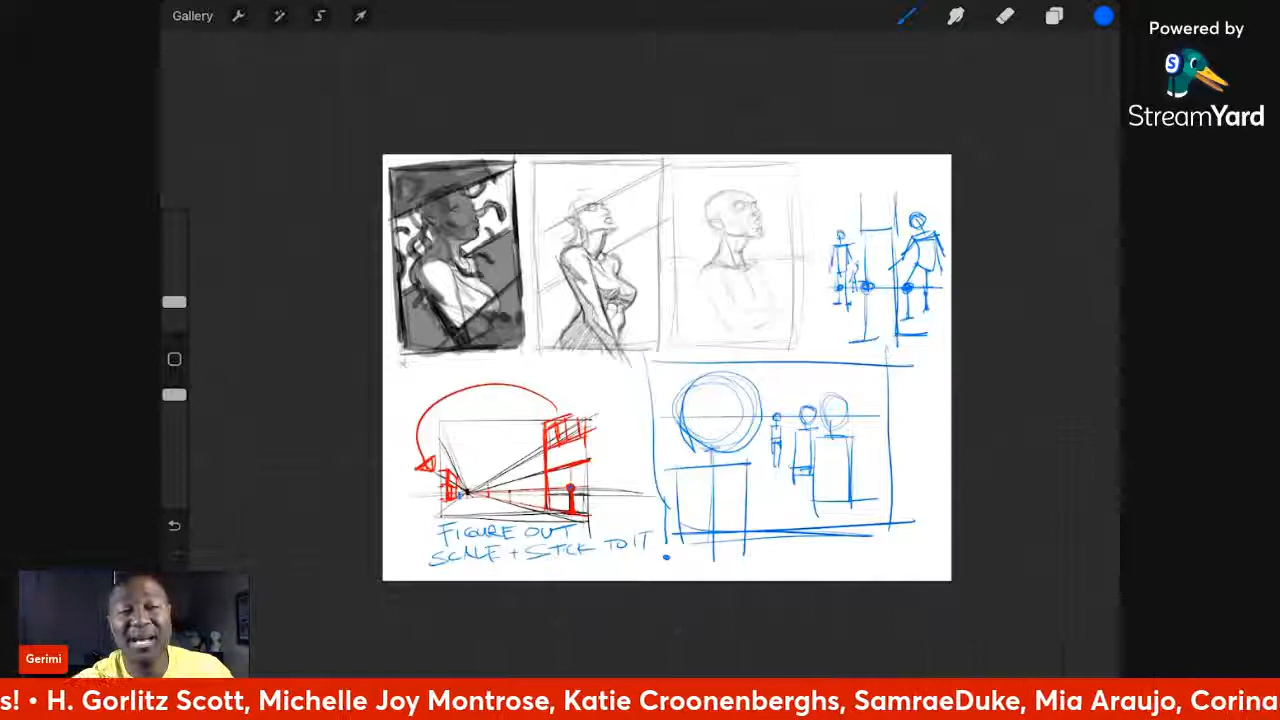 Gallery
Powered by
S
StreamYard
FIGURE OUT
SCALE + STCK TO IT!
Gerimi
s! • H. Gorlitz Scott, Michelle Joy Montrose, Katie Croonenberghs, SamraeDuke, Mia Araujo, Corina